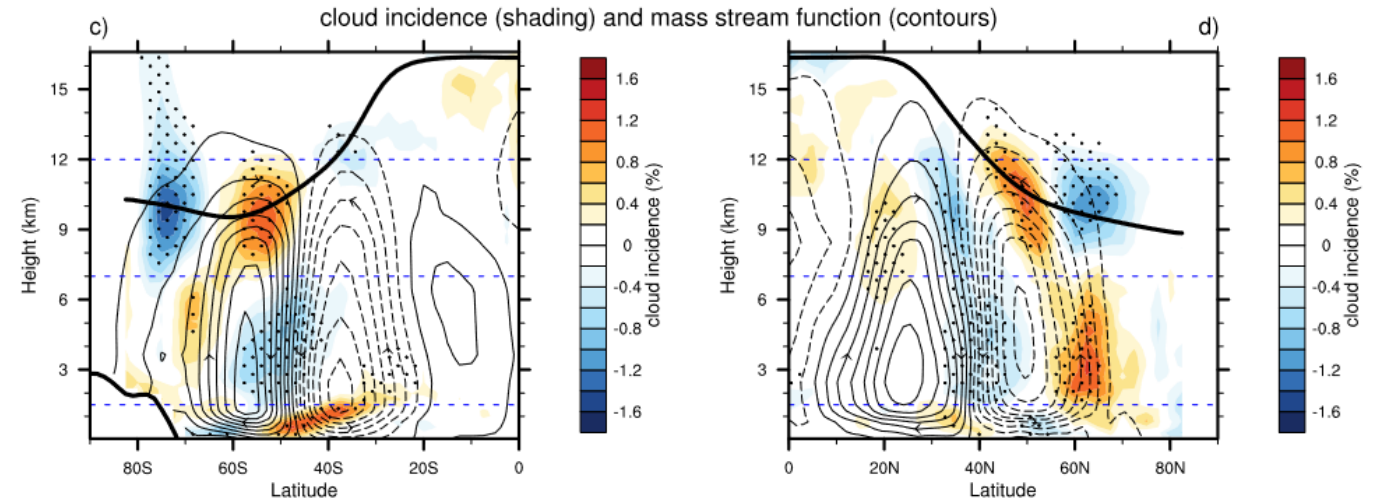 cloud incidence (shading) and mass stream function (contours)
c)
d)
15
12
9
6
3
Height (km)
80S
60S
40S
20S
0
Latitude
1.6
1.2
0.8
0.4
0
-0.4
-0.8
-1.2
-1.6
cloud incidence (%)
15
12
9
6
3
Height (km)
0
20N
40N
60N
80N
Latitude
1.6
1.2
0.8
0.4
0
-0.4
-0.8
-1.2
-1.6
cloud incidence (%)